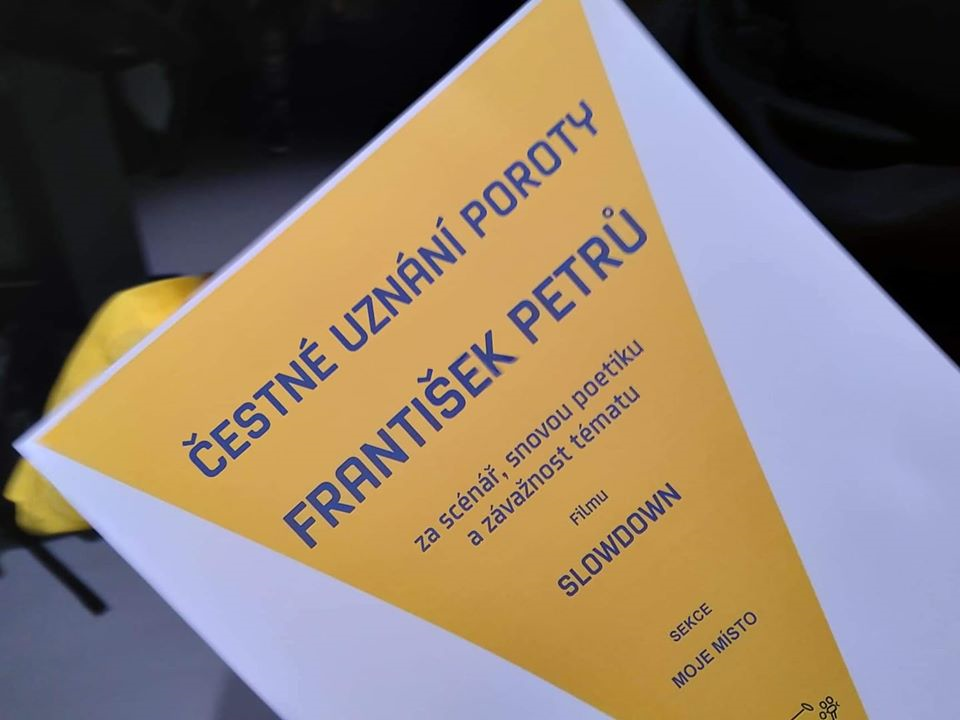 ČESTNÉ UZNÁNÍ POROTY
FRANTIŠEK PETRŮ
za scénář, snovou poetiku
a závažnost tématu
Filmu
SLOWDOWN
SEKCE
MOJE MÍSTO